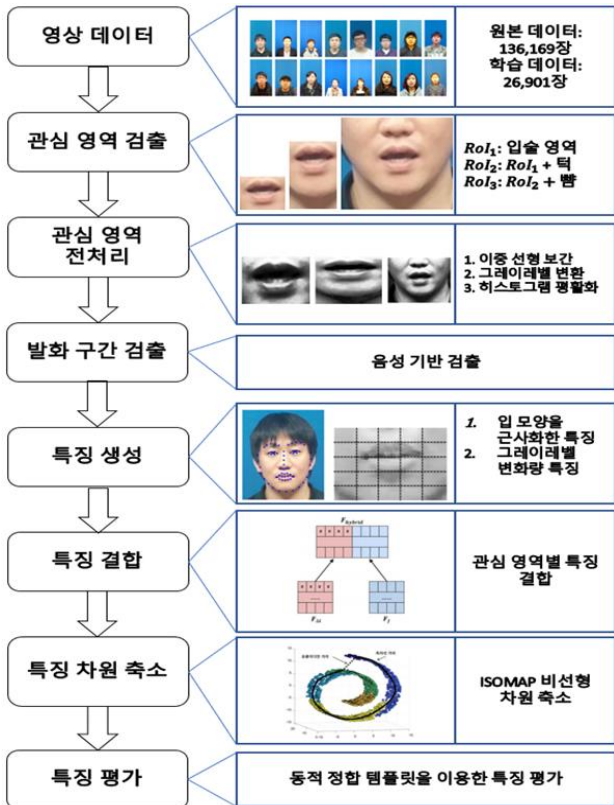 영상 데이터
원본 데이터:
136,169장
학습 데이터:
26,901장
관심 영역 검출
RoI₁: 입술 영역
RoI₂: RoI₁ + 턱
RoI₃: RoI₂ + 뺨
관심 영역
전처리
1. 이중 선형 보간
2. 그레이레벨 변환
3. 히스토그램 평활화
발화 구간 검출
음성 기반 검출
특징 생성
1. 입 모양을
근사화한 특징
2. 그레이레벨
변화량 특징
특징 결합
F_hybrid
F_M
F_I
관심 영역별 특징
결합
특징 차원 축소
ISOMAP 비선형
차원 축소
특징 평가
동적 정합 템플릿을 이용한 특징 평가